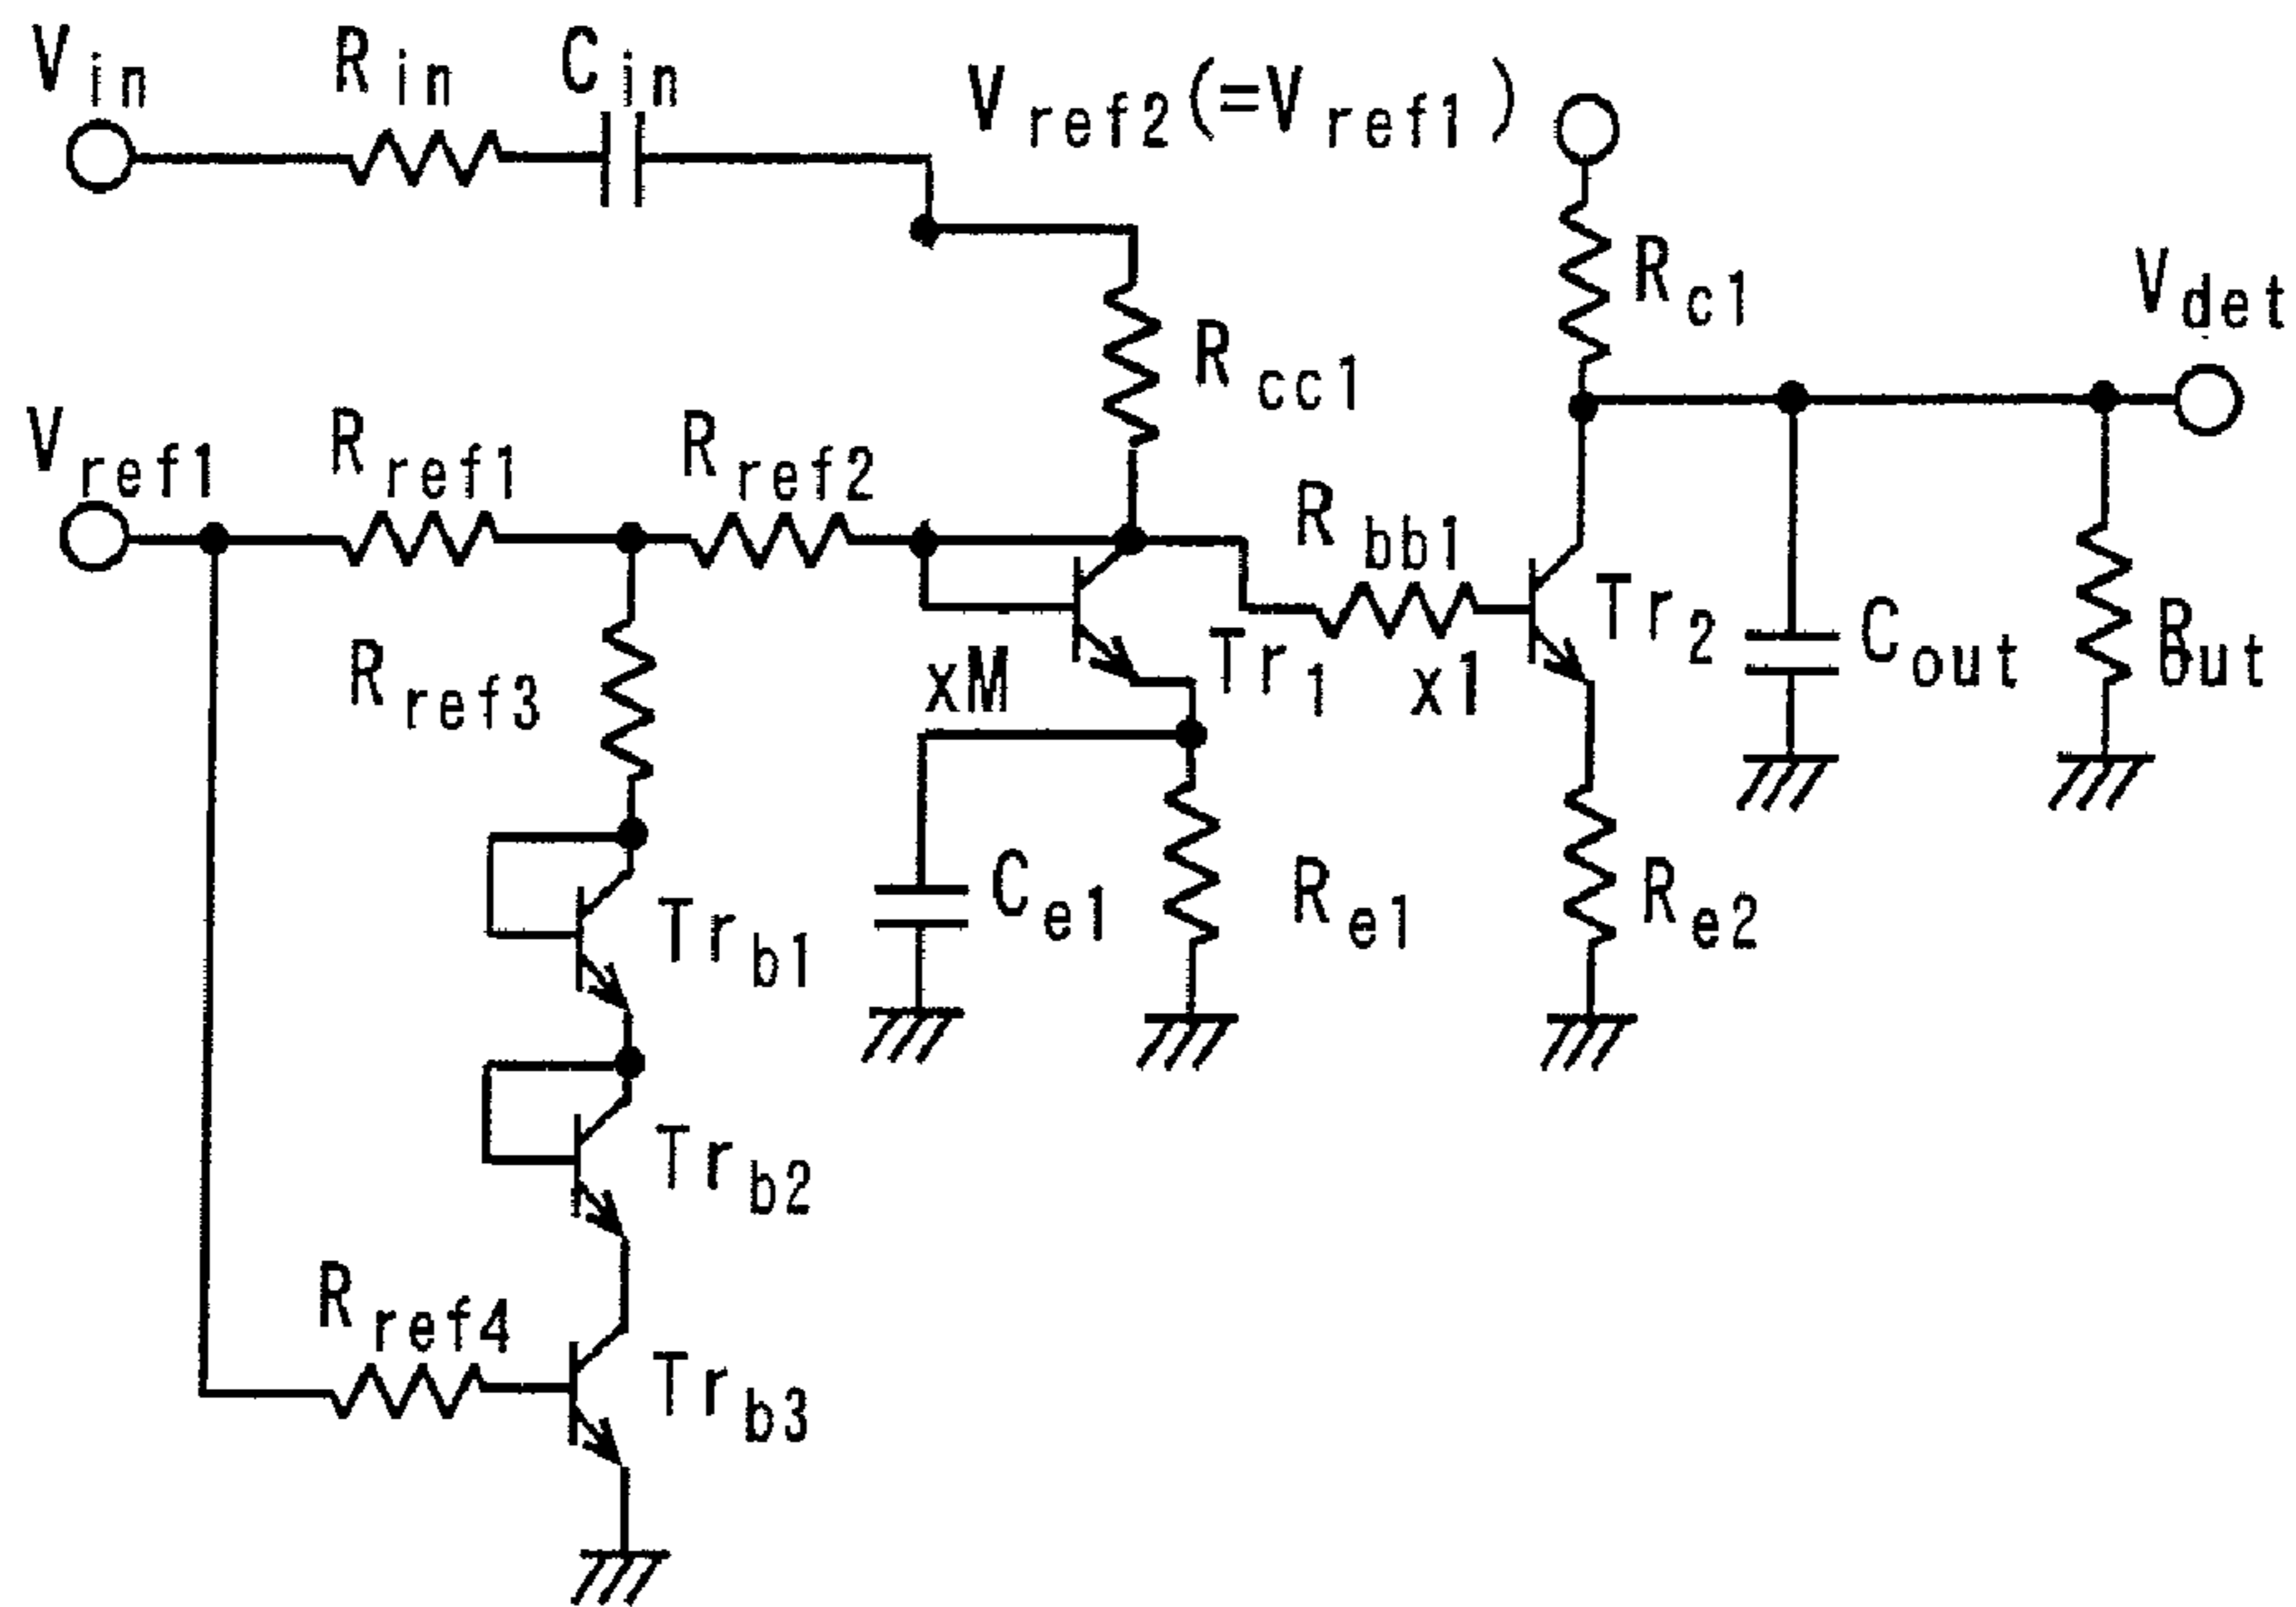 Vin
Rin
Cin
Vref2(=Vref1)
Rc1
Vdet
Rcc1
Vref1
Rref1
Rref2
Rbb1
Rref3
xM
Tr1
x1
Tr2
Cout
Rout
Ce1
Re1
Re2
Trb1
Trb2
Rref4
Trb3